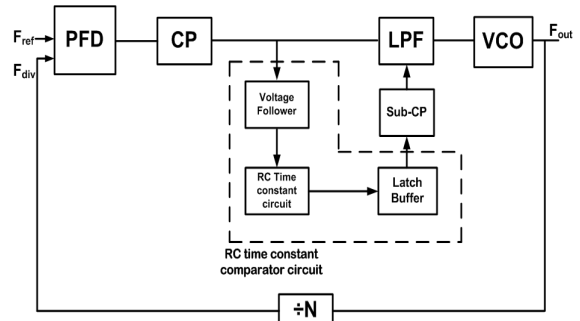 F_ref
PFD
CP
LPF
VCO
F_out
F_div
Voltage
Follower
Sub-CP
RC Time
constant
circuit
Latch
Buffer
RC time constant
comparator circuit
÷N